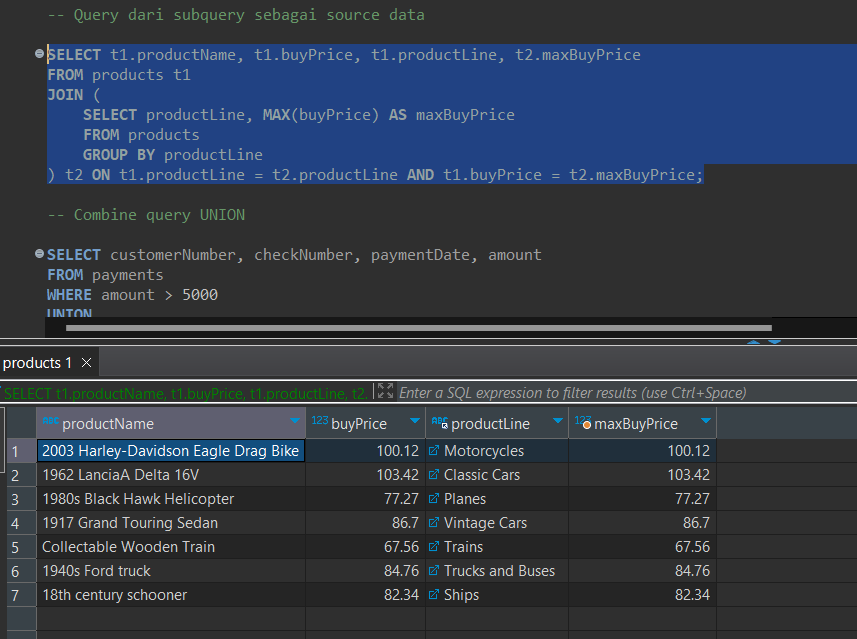 -- Query dari subquery sebagai source data
SELECT t1.productName, t1.buyPrice, t1.productLine, t2.maxBuyPrice
FROM products t1
JOIN (
SELECT productLine, MAX(buyPrice) AS maxBuyPrice
FROM products
GROUP BY productLine
) t2 ON t1.productLine = t2.productLine AND t1.buyPrice = t2.maxBuyPrice;
-- Combine query UNION
SELECT customerNumber, checkNumber, paymentDate, amount
FROM payments
WHERE amount > 5000
UNION
products 1
SELECT t1.productName, t1.buyPrice, t1.productLine, t2. Enter a SQL expression to filter results (use Ctrl+Space)
ABC productName 123 buyPrice ABC productLine 123 maxBuyPrice
1 2003 Harley-Davidson Eagle Drag Bike 100.12 Motorcycles 100.12
2 1962 LanciaA Delta 16V 103.42 Classic Cars 103.42
3 1980s Black Hawk Helicopter 77.27 Planes 77.27
4 1917 Grand Touring Sedan 86.7 Vintage Cars 86.7
5 Collectable Wooden Train 67.56 Trains 67.56
6 1940s Ford truck 84.76 Trucks and Buses 84.76
7 18th century schooner 82.34 Ships 82.34